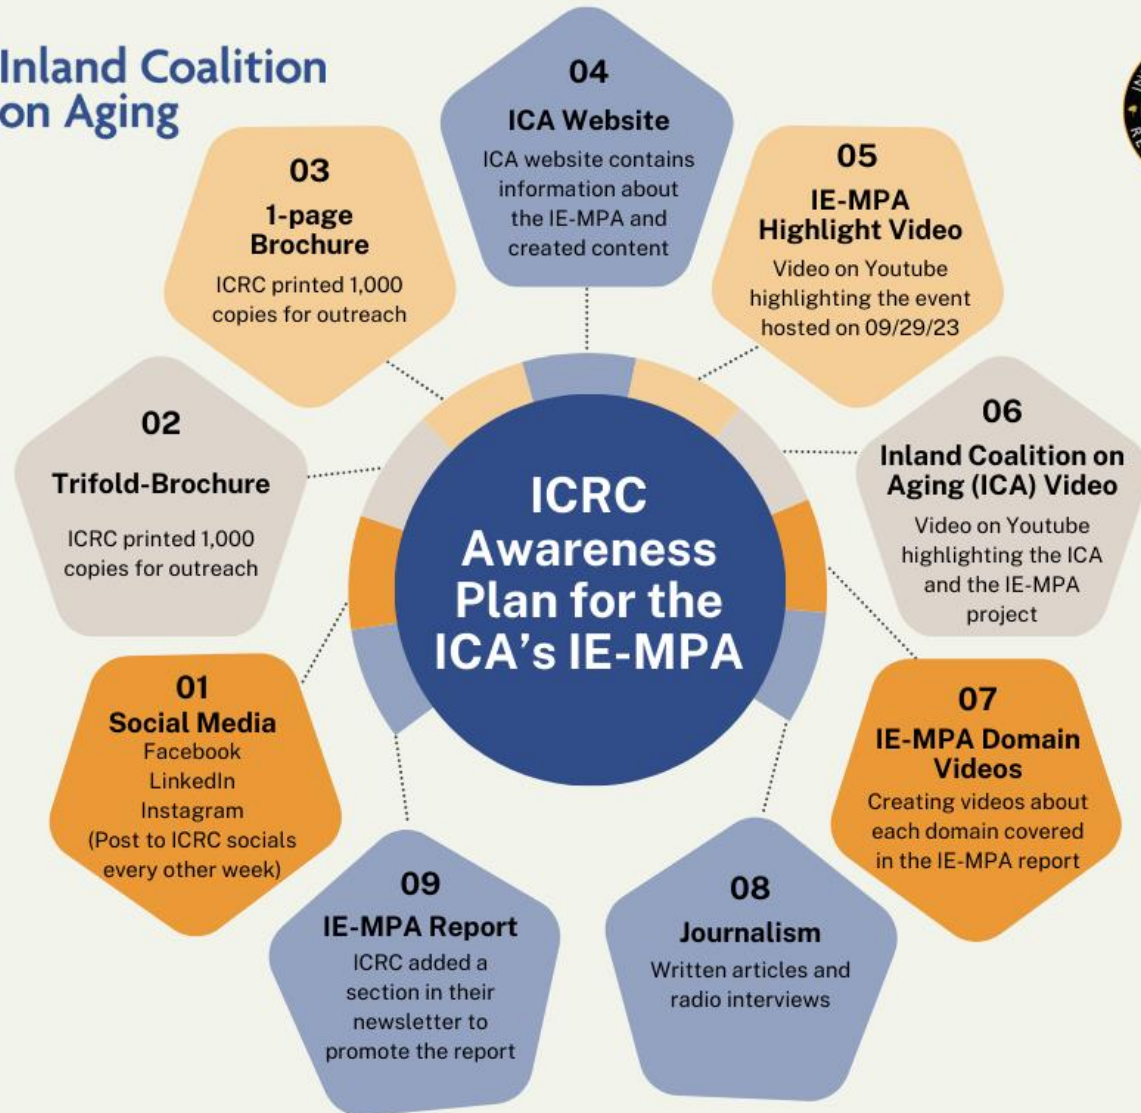 Inland Coalition
on Aging
04
ICA Website
ICA website contains
information about
the IE-MPA and
created content
03
1-page
Brochure
ICRC printed 1,000
copies for outreach
05
IE-MPA
Highlight Video
Video on Youtube
highlighting the event
hosted on 09/29/23
02
Trifold-Brochure
ICRC printed 1,000
copies for outreach
ICRC
Awareness
Plan for the
ICA's IE-MPA
06
Inland Coalition on
Aging (ICA) Video
Video on Youtube
highlighting the ICA
and the IE-MPA
project
01
Social Media
Facebook
LinkedIn
Instagram
(Post to ICRC socials
every other week)
07
IE-MPA Domain
Videos
Creating videos about
each domain covered
in the IE-MPA report
09
IE-MPA Report
ICRC added a
section in their
newsletter to
promote the report
08
Journalism
Written articles and
radio interviews